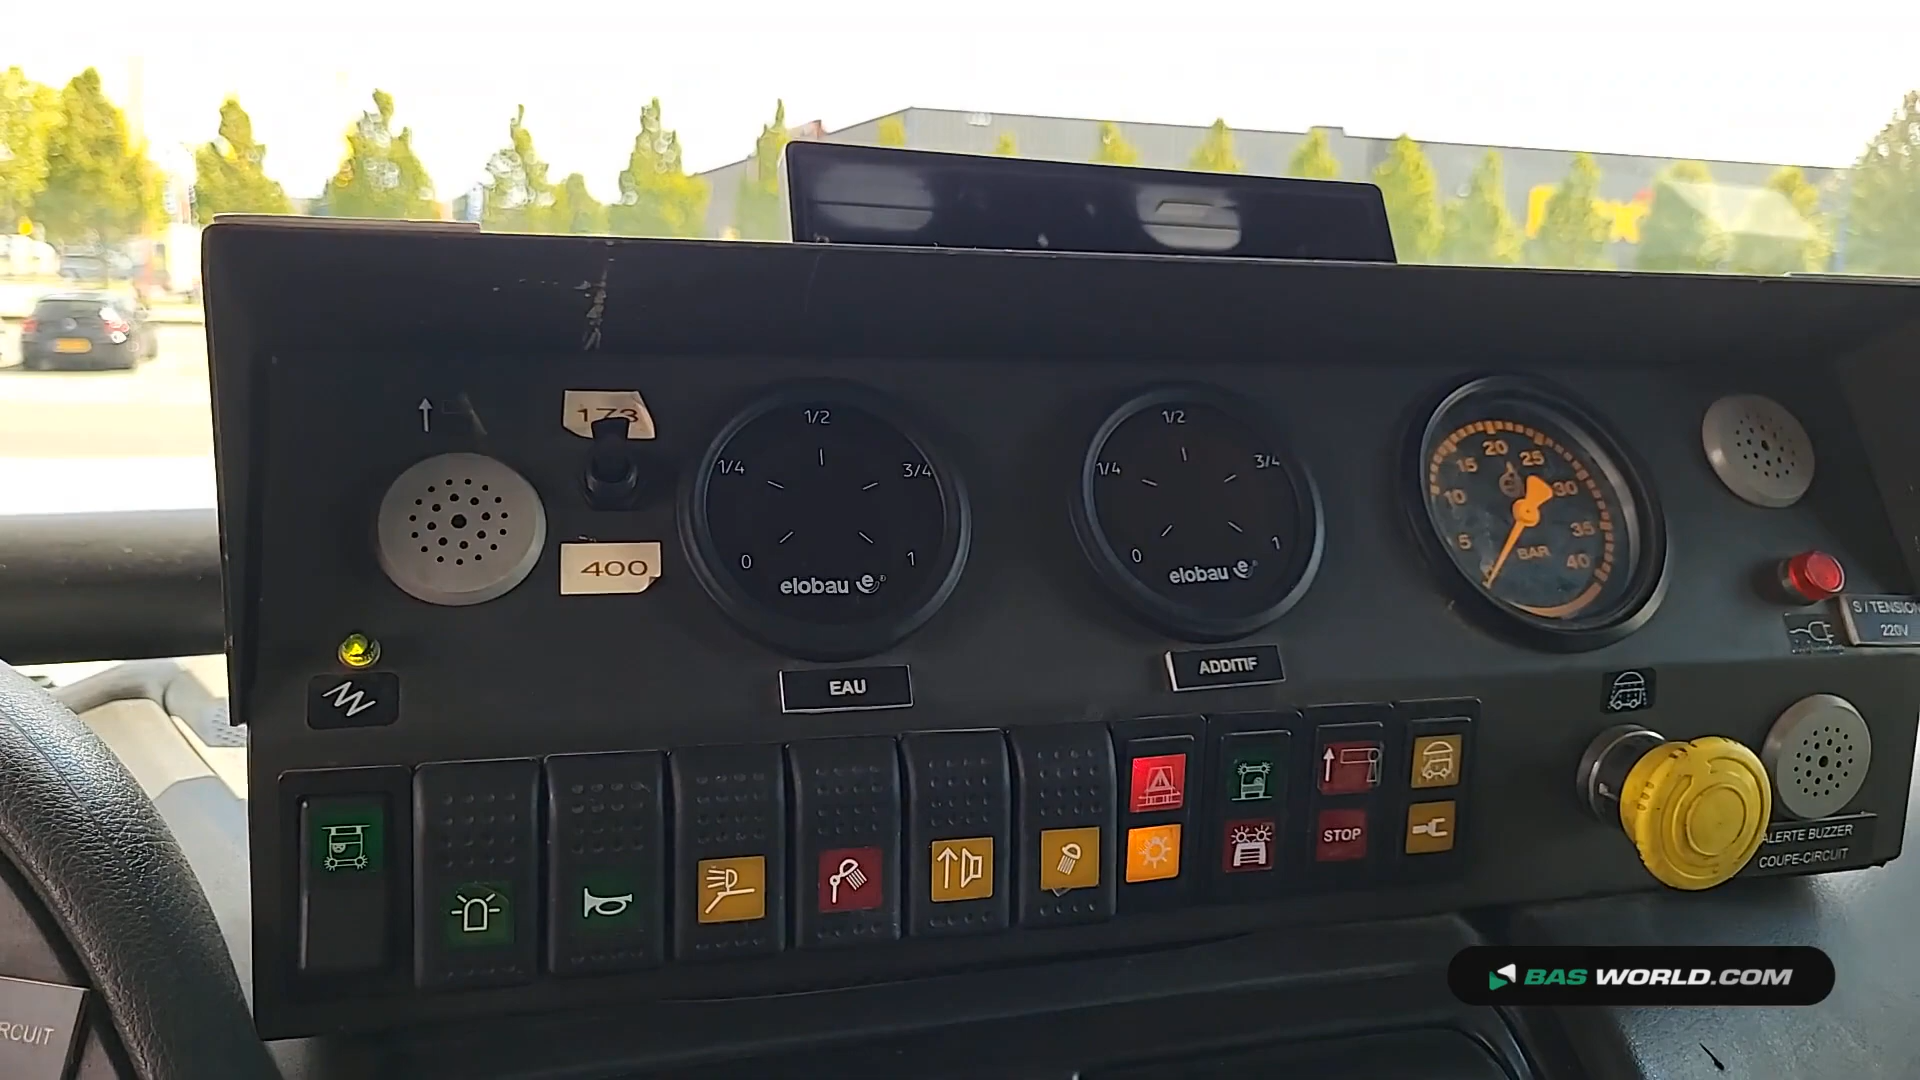 173
400
1/4
1/2
3/4
0
1
elobau
EAU
1/4
1/2
3/4
0
1
elobau
ADDITIF
5
10
15
20
25
30
35
40
BAR
S / TENSION
220V
STOP
ALERTE BUZZER
COUPE-CIRCUIT
RCUIT
BAS WORLD.COM